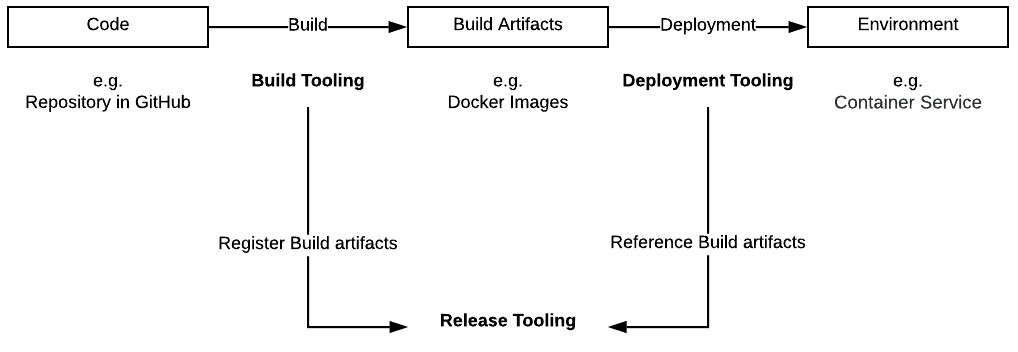 Code
Build
Build Artifacts
Deployment
Environment
e.g.
Repository in GitHub
Build Tooling
e.g.
Docker Images
Deployment Tooling
e.g.
Container Service
Register Build artifacts
Reference Build artifacts
Release Tooling